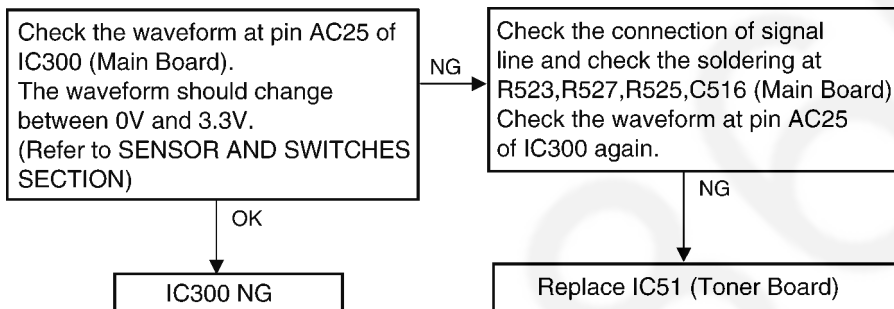 Check the waveform at pin AC25 of
IC300 (Main Board).
The waveform should change
between 0V and 3.3V.
(Refer to SENSOR AND SWITCHES
SECTION)
NG
Check the connection of signal
line and check the soldering at
R523,R527,R525,C516 (Main Board)
Check the waveform at pin AC25
of IC300 again.
OK
NG
IC300 NG
Replace IC51 (Toner Board)